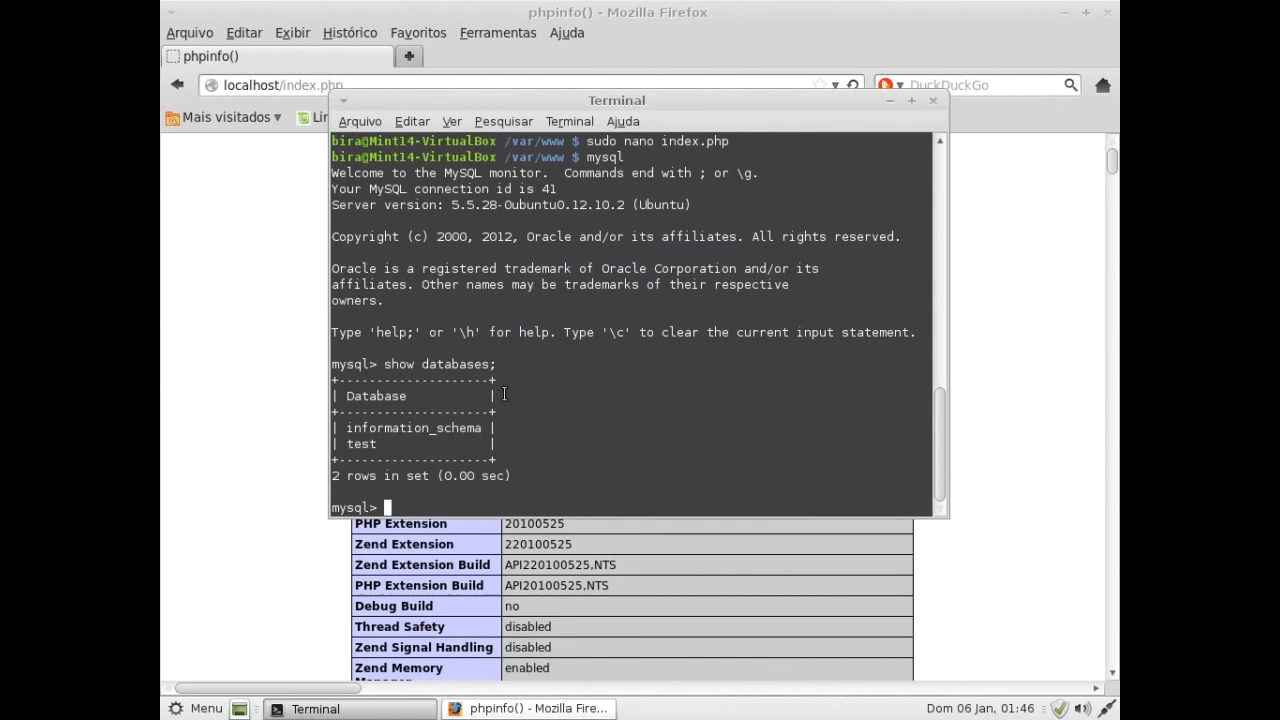 phpinfo() - Mozilla Firefox
Arquivo Editar Exibir Histórico Favoritos Ferramentas Ajuda
phpinfo()
localhost/index.php
DuckDuckGo
Mais visitados
Terminal
Arquivo Editar Ver Pesquisar Terminal Ajuda
bira@Mint14-VirtualBox /var/www $ sudo nano index.php
bira@Mint14-VirtualBox /var/www $ mysql
Welcome to the MySQL monitor.  Commands end with ; or \g.
Your MySQL connection id is 41
Server version: 5.5.28-0ubuntu0.12.10.2 (Ubuntu)
Copyright (c) 2000, 2012, Oracle and/or its affiliates. All rights reserved.
Oracle is a registered trademark of Oracle Corporation and/or its
affiliates. Other names may be trademarks of their respective
owners.
Type 'help;' or '\h' for help. Type '\c' to clear the current input statement.
mysql> show databases;
+--------------------+
| Database           |
+--------------------+
| information_schema |
| test               |
+--------------------+
2 rows in set (0.00 sec)
mysql>
PHP Extension 20100525
Zend Extension 220100525
Zend Extension Build API220100525,NTS
PHP Extension Build API20100525,NTS
Debug Build no
Thread Safety disabled
Zend Signal Handling disabled
Zend Memory enabled
Menu Terminal phpinfo() - Mozilla Fire... Dom 06 Jan, 01:46